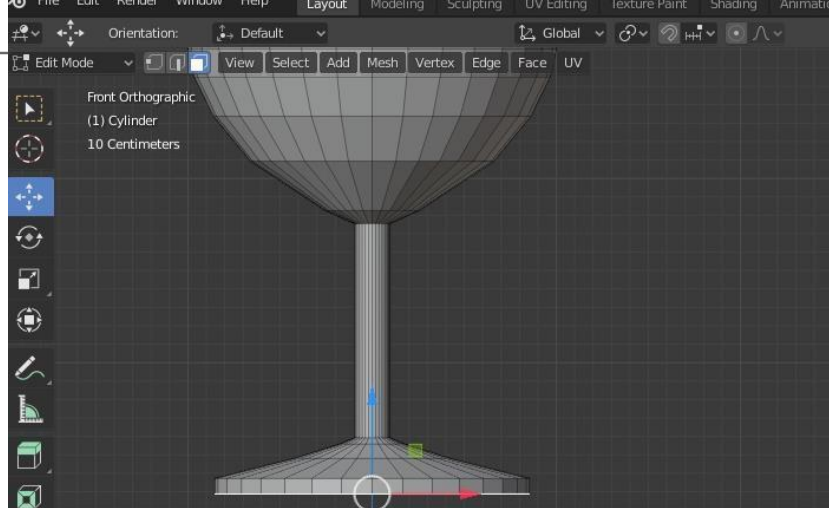 File Edit Render Window Help Layout Modeling Sculpting UV Editing Texture Paint Shading Animatio
Orientation: Default Global
Edit Mode View Select Add Mesh Vertex Edge Face UV
Front Orthographic
(1) Cylinder
10 Centimeters